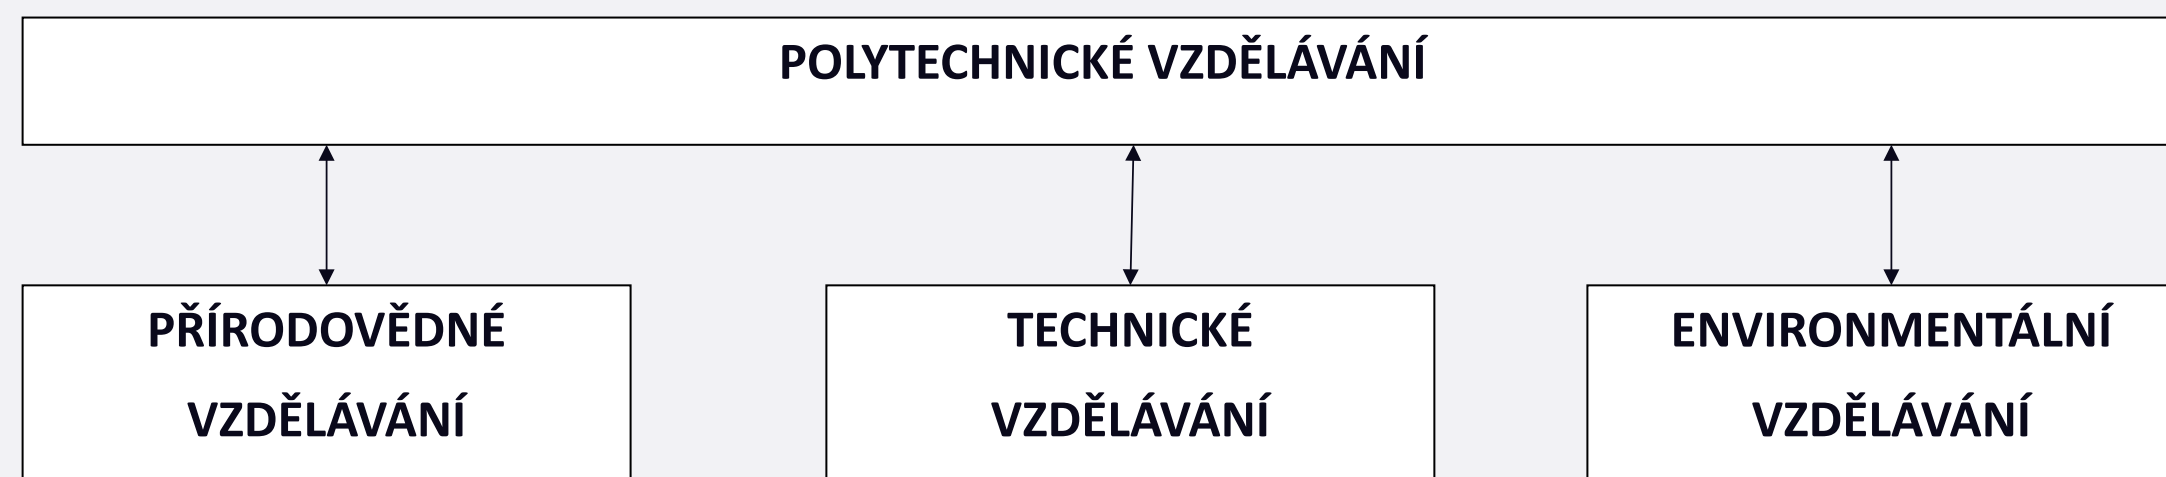 POLYTECHNICKÉ VZDĚLÁVÁNÍ
PŘÍRODOVĚDNÉ
VZDĚLÁVÁNÍ
TECHNICKÉ
VZDĚLÁVÁNÍ
ENVIRONMENTÁLNÍ
VZDĚLÁVÁNÍ